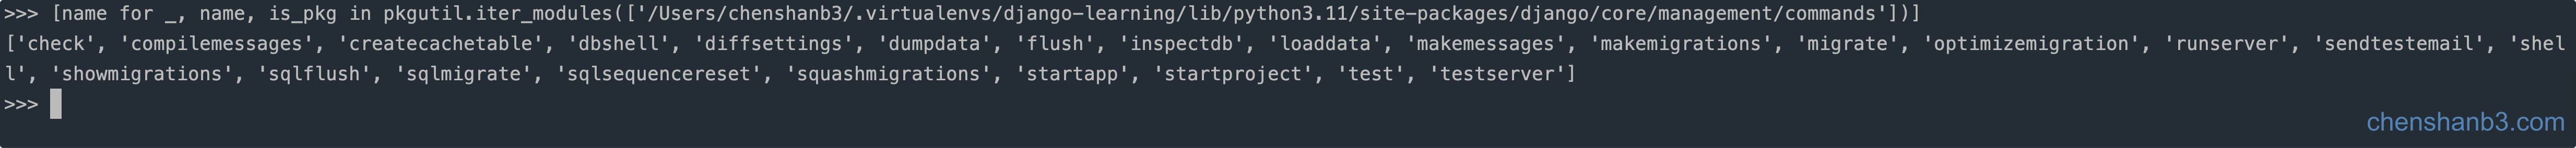 >>> [name for _, name, is_pkg in pkgutil.iter_modules(['/Users/chenshanb3/.virtualenvs/django-learning/lib/python3.11/site-packages/django/core/management/commands'])]
['check', 'compilemessages', 'createcachetable', 'dbshell', 'diffsettings', 'dumpdata', 'flush', 'inspectdb', 'loaddata', 'makemessages', 'makemigrations', 'migrate', 'optimizemigration', 'runserver', 'sendtestemail', 'shel
l', 'showmigrations', 'sqlflush', 'sqlmigrate', 'sqlsequencereset', 'squashmigrations', 'startapp', 'startproject', 'test', 'testserver']
>>>
chenshanb3.com